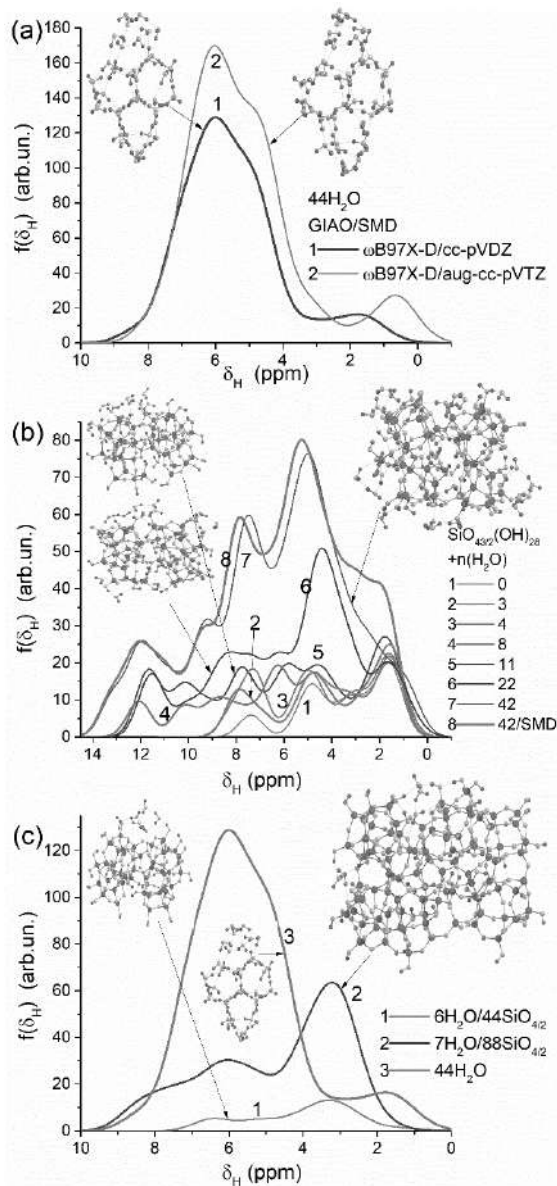 (a)
180
160
140
120
100
80
60
40
20
0
f(δH) (arb.un.)
2
1
44H2O
GIAO/SMD
1 ωB97X-D/cc-pVDZ
2 ωB97X-D/aug-cc-pVTZ
10 8 6 4 2 0
δH (ppm)
(b)
80
70
60
50
40
30
20
10
0
f(δH) (arb.un.)
8 7 6
2 5
4 3 1
SiO43/2(OH)28
+n(H2O)
1 0
2 3
3 4
4 8
5 11
6 22
7 42
8 42/SMD
14 12 10 8 6 4 2 0
δH (ppm)
(c)
120
100
80
60
40
20
0
f(δH) (arb.un.)
3
2
1
1 6H2O/44SiO4/2
2 7H2O/88SiO4/2
3 44H2O
10 8 6 4 2 0
δH (ppm)